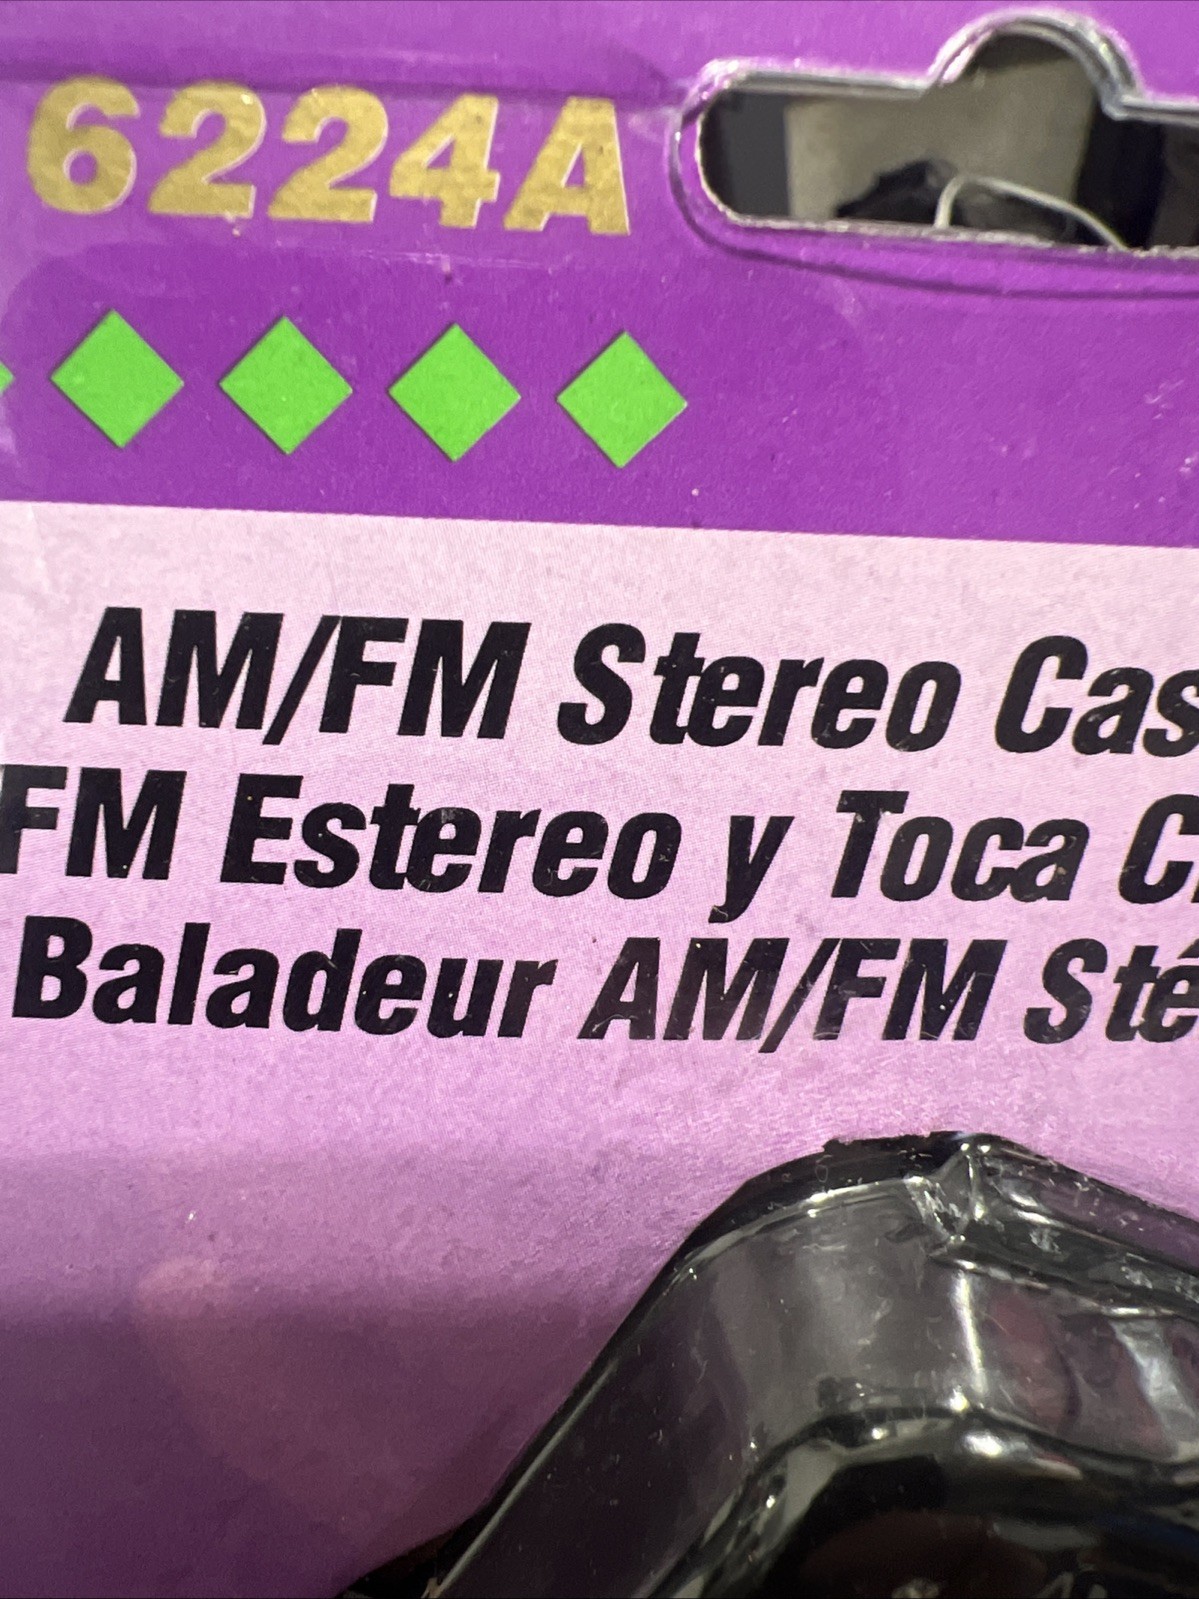 6224A
AM/FM Stereo Cas
FM Estereo y Toca C
Baladeur AM/FM Sté